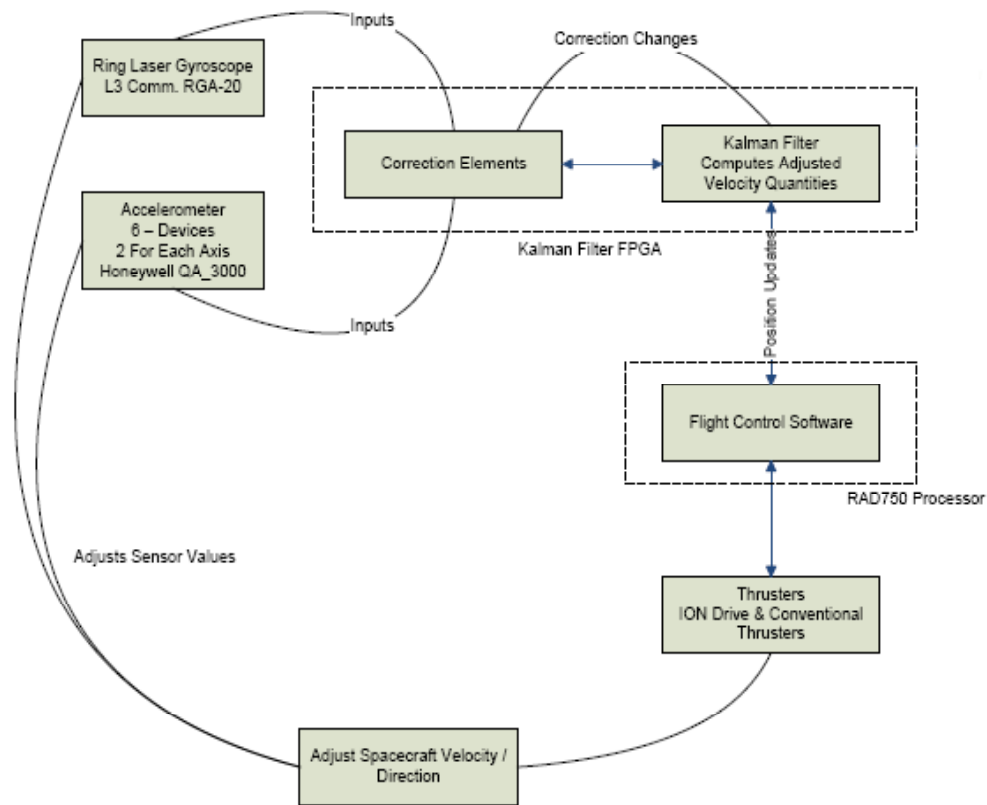 Inputs
Ring Laser Gyroscope
L3 Comm. RGA-20
Correction Changes
Correction Elements
Kalman Filter
Computes Adjusted
Velocity Quantities
Accelerometer
6 – Devices
2 For Each Axis
Honeywell QA_3000
Kalman Filter FPGA
Inputs
Position Updates
Flight Control Software
RAD750 Processor
Adjusts Sensor Values
Thrusters
ION Drive & Conventional
Thrusters
Adjust Spacecraft Velocity /
Direction